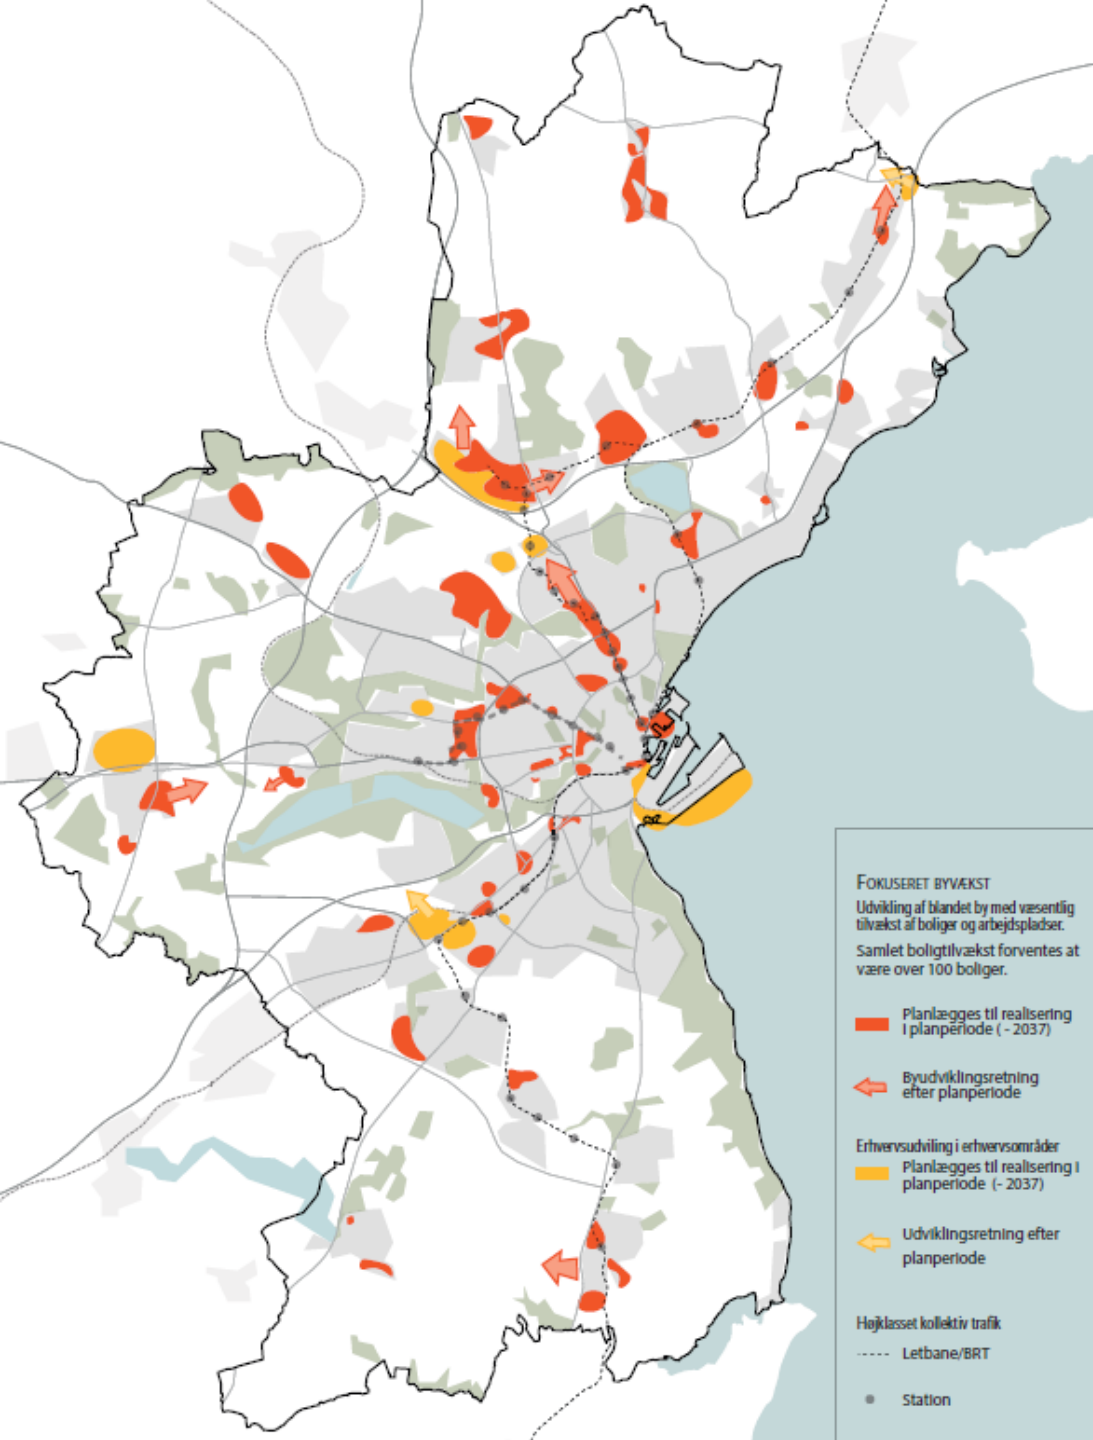 FOKUSERET BYVÆKST
Udvikling af blandet by med væsentlig
tilvækst af boliger og arbejdspladser.
Samlet boligtilvækst forventes at
være over 100 boliger.
Planlægges til realisering
i planperiode ( - 2037)
Byudviklingsretning
efter planperiode
Erhvervsudviling i erhvervsområder
Planlægges til realisering i
planperiode (- 2037)
Udviklingsretning efter
planperiode
Højklasset kollektiv trafik
Letbane/BRT
Station